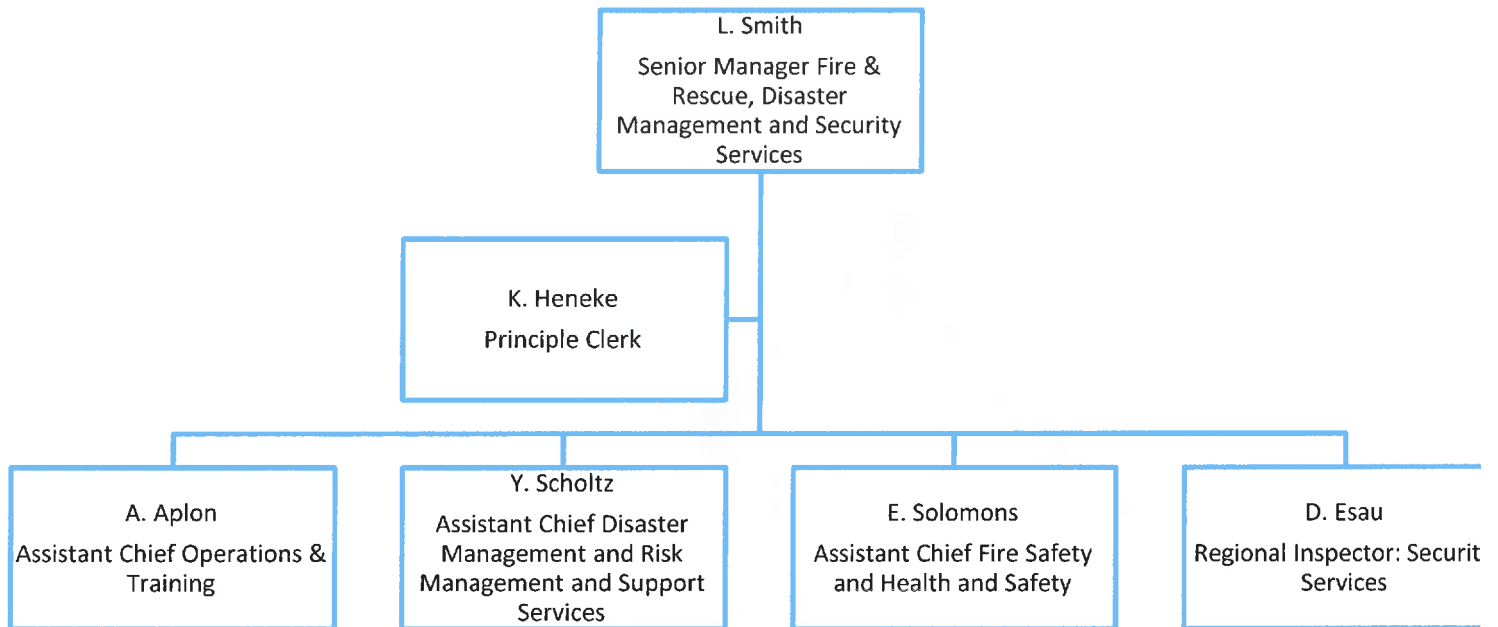 L. Smith
Senior Manager Fire &
Rescue, Disaster
Management and Security
Services
K. Heneke
Principle Clerk
A. Aplon
Assistant Chief Operations &
Training
Y. Scholtz
Assistant Chief Disaster
Management and Risk
Management and Support
Services
E. Solomons
Assistant Chief Fire Safety
and Health and Safety
D. Esau
Regional Inspector: Securit
Services